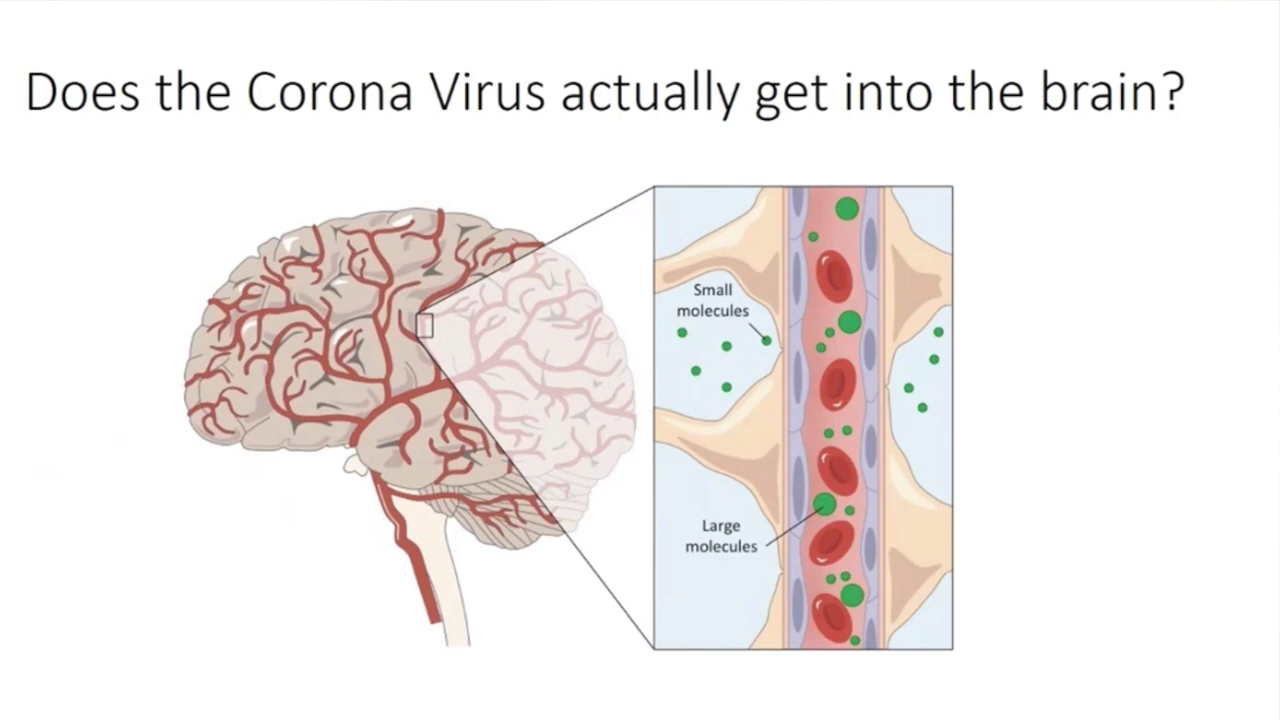 Does the Corona Virus actually get into the brain?
Small
molecules
Large
molecules